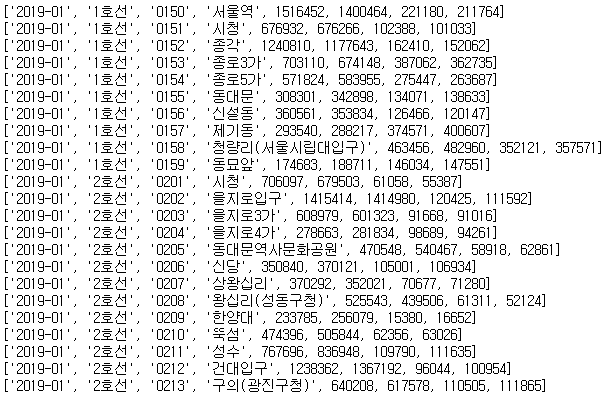 ['2019-01', '1호선', '0150', '서울역', 1516452, 1400464, 221180, 211764]
['2019-01', '1호선', '0151', '시청', 676932, 676266, 102388, 101033]
['2019-01', '1호선', '0152', '종각', 1240810, 1177643, 162410, 152062]
['2019-01', '1호선', '0153', '종로3가', 703110, 674148, 387062, 362735]
['2019-01', '1호선', '0154', '종로5가', 571824, 583955, 275447, 263687]
['2019-01', '1호선', '0155', '동대문', 308301, 342898, 134071, 138633]
['2019-01', '1호선', '0156', '신설동', 360561, 353834, 126466, 120147]
['2019-01', '1호선', '0157', '제기동', 293540, 288217, 374571, 400607]
['2019-01', '1호선', '0158', '청량리(서울시립대입구)', 463456, 482960, 352121, 357571]
['2019-01', '1호선', '0159', '동묘앞', 174683, 188711, 146034, 147551]
['2019-01', '2호선', '0201', '시청', 706097, 679503, 61058, 55387]
['2019-01', '2호선', '0202', '을지로입구', 1415414, 1414980, 120425, 111592]
['2019-01', '2호선', '0203', '을지로3가', 608979, 601323, 91668, 91016]
['2019-01', '2호선', '0204', '을지로4가', 278663, 281834, 98689, 94261]
['2019-01', '2호선', '0205', '동대문역사문화공원', 470548, 540467, 58918, 62861]
['2019-01', '2호선', '0206', '신당', 350840, 370121, 105001, 106934]
['2019-01', '2호선', '0207', '상왕십리', 370292, 352021, 70677, 71280]
['2019-01', '2호선', '0208', '왕십리(성동구청)', 525543, 439506, 61311, 52124]
['2019-01', '2호선', '0209', '한양대', 233785, 256079, 15380, 16652]
['2019-01', '2호선', '0210', '뚝섬', 474396, 505844, 62356, 63026]
['2019-01', '2호선', '0211', '성수', 767696, 836948, 109790, 111635]
['2019-01', '2호선', '0212', '건대입구', 1238362, 1367192, 96044, 100954]
['2019-01', '2호선', '0213', '구의(광진구청)', 640208, 617578, 110505, 111865]